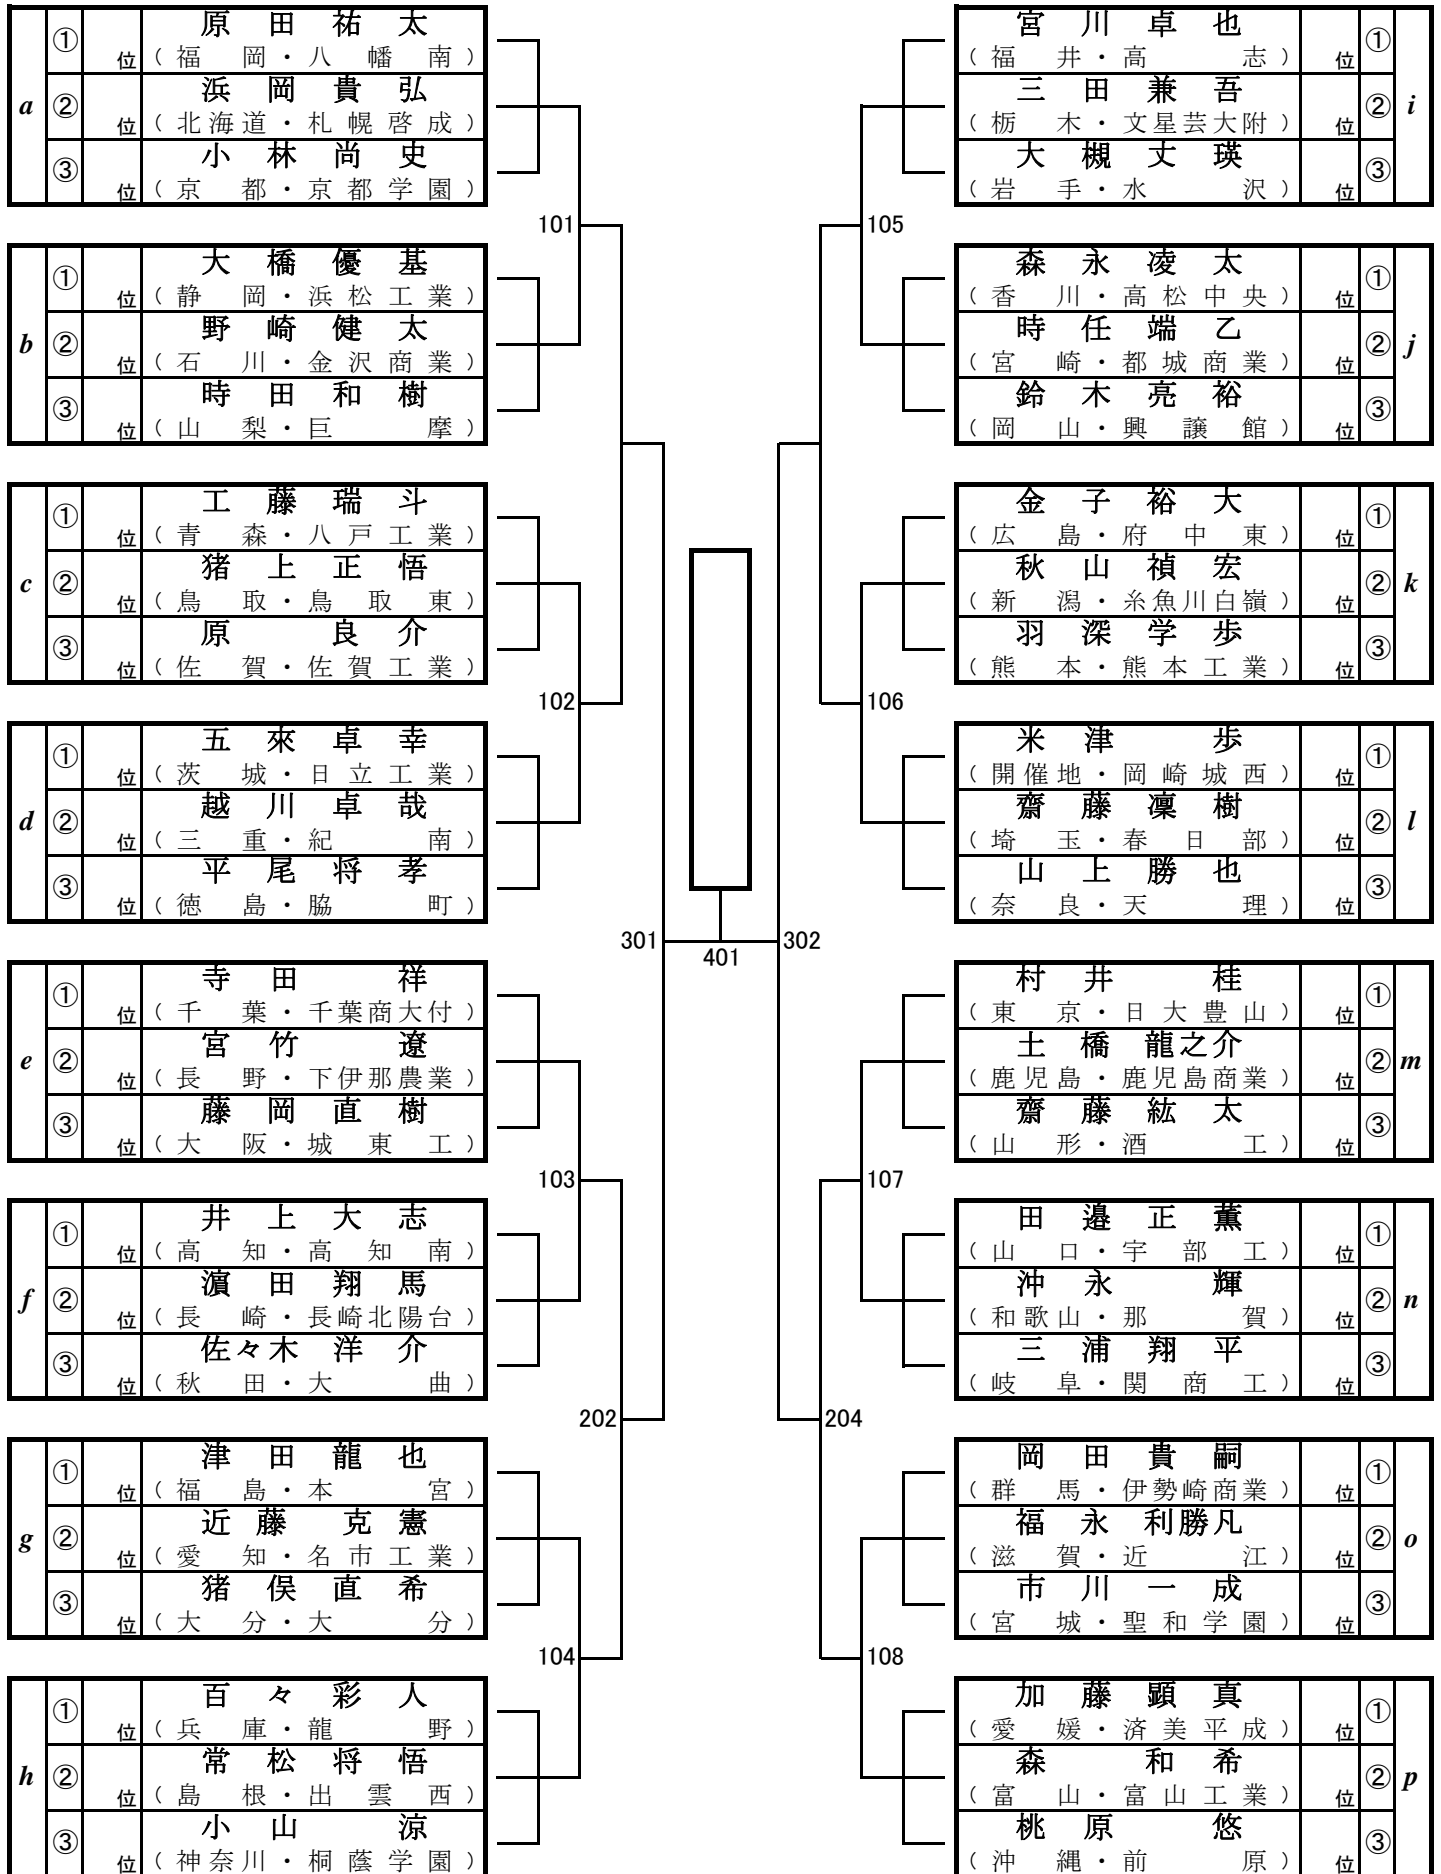 a
① 位 原田祐太
(福岡・八幡南)
② 位 浜岡貴弘
(北海道・札幌啓成)
③ 位 小林尚史
(京都・京都学園)
101
b
① 位 大橋優基
(静岡・浜松工業)
② 位 野崎健太
(石川・金沢商業)
③ 位 時田和樹
(山梨・巨摩)
c
① 位 工藤瑞斗
(青森・八戸工業)
② 位 猪上正悟
(鳥取・鳥取東)
③ 位 原良介
(佐賀・佐賀工業)
102
d
① 位 五來卓幸
(茨城・日立工業)
② 位 越川卓哉
(三重・紀南)
③ 位 平尾将孝
(徳島・脇町)
301
e
① 位 寺田祥
(千葉・千葉商大付)
② 位 宮竹遼
(長野・下伊那農業)
③ 位 藤岡直樹
(大阪・城東工)
103
f
① 位 井上大志
(高知・高知南)
② 位 濵田翔馬
(長崎・長崎北陽台)
③ 位 佐々木洋介
(秋田・大曲)
202
g
① 位 津田龍也
(福島・本宮)
② 位 近藤克憲
(愛知・名市工業)
③ 位 猪俣直希
(大分・大分)
104
h
① 位 百々彩人
(兵庫・龍野)
② 位 常松将悟
(島根・出雲西)
③ 位 小山涼
(神奈川・桐蔭学園)
401
i
宮川卓也 位 ①
(福井・高志)
三田兼吾 位 ②
(栃木・文星芸大附)
大槻丈瑛 位 ③
(岩手・水沢)
105
j
森永凌太 位 ①
(香川・高松中央)
時任端乙 位 ②
(宮崎・都城商業)
鈴木亮裕 位 ③
(岡山・興譲館)
k
金子裕大 位 ①
(広島・府中東)
秋山禎宏 位 ②
(新潟・糸魚川白嶺)
羽深学歩 位 ③
(熊本・熊本工業)
106
l
米津歩 位 ①
(開催地・岡崎城西)
齋藤凜樹 位 ②
(埼玉・春日部)
山上勝也 位 ③
(奈良・天理)
302
m
村井桂 位 ①
(東京・日大豊山)
土橋龍之介 位 ②
(鹿児島・鹿児島商業)
齋藤紘太 位 ③
(山形・酒工)
107
n
田邉正薫 位 ①
(山口・宇部工)
沖永輝 位 ②
(和歌山・那賀)
三浦翔平 位 ③
(岐阜・関商工)
204
o
岡田貴嗣 位 ①
(群馬・伊勢崎商業)
福永利勝凡 位 ②
(滋賀・近江)
市川一成 位 ③
(宮城・聖和学園)
108
p
加藤顕真 位 ①
(愛媛・済美平成)
森和希 位 ②
(富山・富山工業)
桃原悠 位 ③
(沖縄・前原)